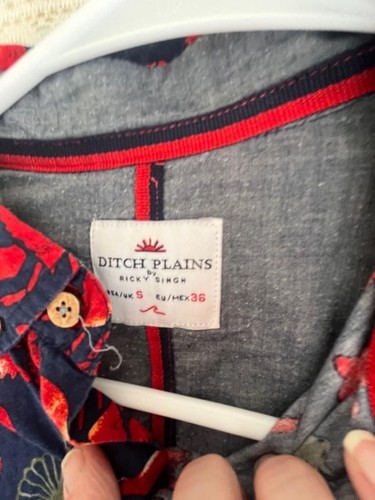 DITCH PLAINS
by
RICKY SINGH
USA/UK S EU/MEX 36